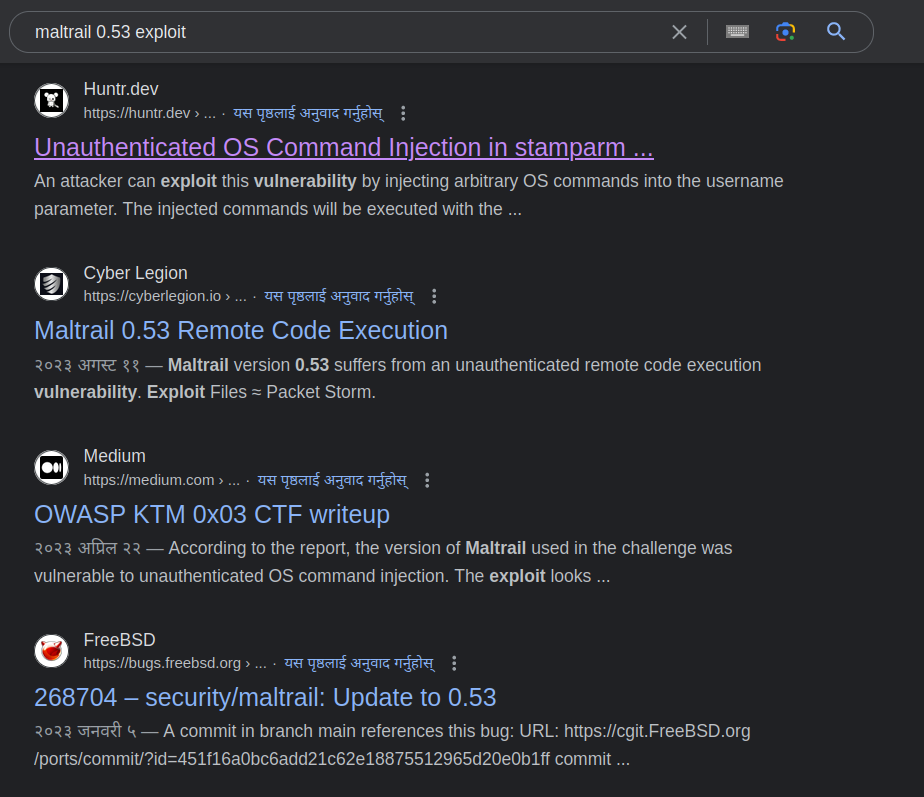 maltrail 0.53 exploit
Huntr.dev
https://huntr.dev › ... · यस पृष्ठलाई अनुवाद गर्नुहोस्
Unauthenticated OS Command Injection in stamparm ...
An attacker can exploit this vulnerability by injecting arbitrary OS commands into the username
parameter. The injected commands will be executed with the ...
Cyber Legion
https://cyberlegion.io › ... · यस पृष्ठलाई अनुवाद गर्नुहोस्
Maltrail 0.53 Remote Code Execution
२०२३ अगस्ट ११ — Maltrail version 0.53 suffers from an unauthenticated remote code execution
vulnerability. Exploit Files ≈ Packet Storm.
Medium
https://medium.com › ... · यस पृष्ठलाई अनुवाद गर्नुहोस्
OWASP KTM 0x03 CTF writeup
२०२३ अप्रिल २२ — According to the report, the version of Maltrail used in the challenge was
vulnerable to unauthenticated OS command injection. The exploit looks ...
FreeBSD
https://bugs.freebsd.org › ... · यस पृष्ठलाई अनुवाद गर्नुहोस्
268704 – security/maltrail: Update to 0.53
२०२३ जनवरी ५ — A commit in branch main references this bug: URL: https://cgit.FreeBSD.org
/ports/commit/?id=451f16a0bc6add21c62e18875512965d20e0b1ff commit ...